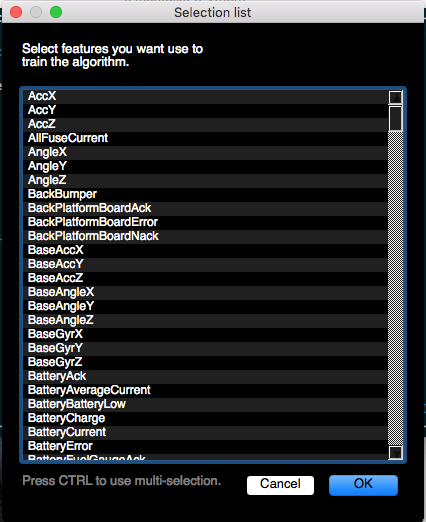 Selection list
Select features you want use to
train the algorithm.
AccX
AccY
AccZ
AllFuseCurrent
AngleX
AngleY
AngleZ
BackBumper
BackPlatformBoardAck
BackPlatformBoardError
BackPlatformBoardNack
BaseAccX
BaseAccY
BaseAccZ
BaseAngleX
BaseAngleY
BaseAngleZ
BaseGyrX
BaseGyrY
BaseGyrZ
BatteryAck
BatteryAverageCurrent
BatteryBatteryLow
BatteryCharge
BatteryCurrent
BatteryError
BatteryFuelGaugeAck
Press CTRL to use multi-selection.
Cancel
OK